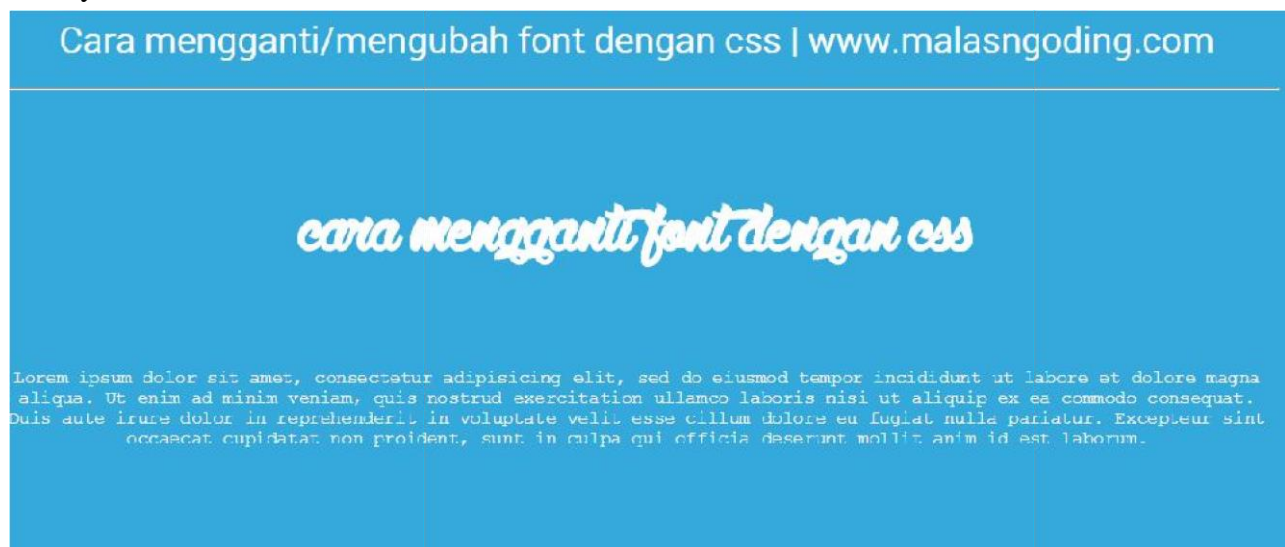 Cara mengganti/mengubah font dengan css | www.malasngoding.com
cara mengganti font dengan css
Lorem ipsum dolor sit amet, consectetur adipisicing elit, sed do eiusmod tempor incididunt ut labore et dolore magna
aliqua. Ut enim ad minim veniam, quis nostrud exercitation ullamco laboris nisi ut aliquip ex ea commodo consequat.
Duis aute irure dolor in reprehenderit in voluptate velit esse cillum dolore eu fugiat nulla pariatur. Excepteur sint
occaecat cupidatat non proident, sunt in culpa qui officia deserunt mollit anim id est laborum.